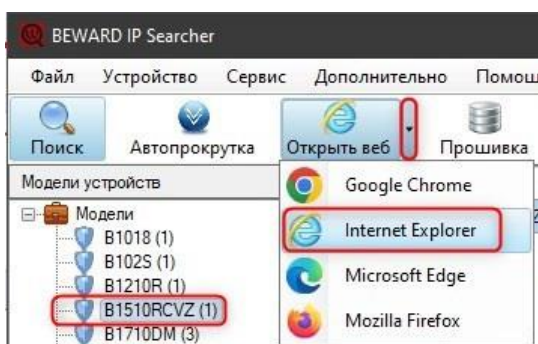 BEWARD IP Searcher
Файл Устройство Сервис Дополнительно
Поиск Автопрокрутка Открыть веб Прошивка
Модели устройств
Google Chrome
Модели
Internet Explorer
B1018 (1)
B102S (1)
Microsoft Edge
B1210R (1)
B1510RCVZ (1)
Mozilla Firefox
B1710DM (3)